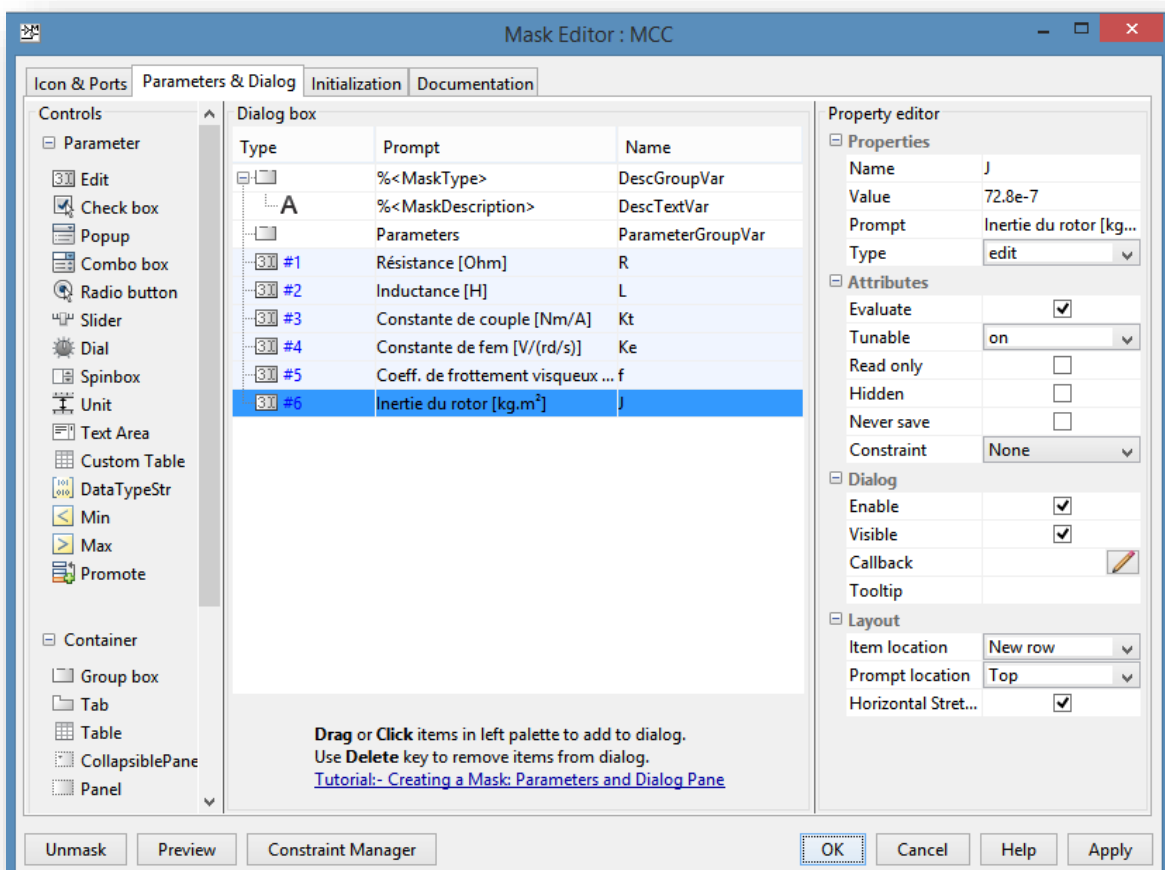 Mask Editor : MCC
Icon & Ports Parameters & Dialog Initialization Documentation
Controls
Parameter
Edit
Check box
Popup
Combo box
Radio button
Slider
Dial
Spinbox
Unit
Text Area
Custom Table
DataTypeStr
Min
Max
Promote
Container
Group box
Tab
Table
CollapsiblePane
Panel
Dialog box
Type Prompt Name
%<MaskType> DescGroupVar
A %<MaskDescription> DescTextVar
Parameters ParameterGroupVar
#1 Résistance [Ohm] R
#2 Inductance [H] L
#3 Constante de couple [Nm/A] Kt
#4 Constante de fem [V/(rd/s)] Ke
#5 Coeff. de frottement visqueux ... f
#6 Inertie du rotor [kg.m²] J
Drag or Click items in left palette to add to dialog.
Use Delete key to remove items from dialog.
Tutorial:- Creating a Mask: Parameters and Dialog Pane
Property editor
Properties
Name J
Value 72.8e-7
Prompt Inertie du rotor [kg...
Type edit
Attributes
Evaluate
Tunable on
Read only
Hidden
Never save
Constraint None
Dialog
Enable
Visible
Callback
Tooltip
Layout
Item location New row
Prompt location Top
Horizontal Stret...
Unmask Preview Constraint Manager OK Cancel Help Apply